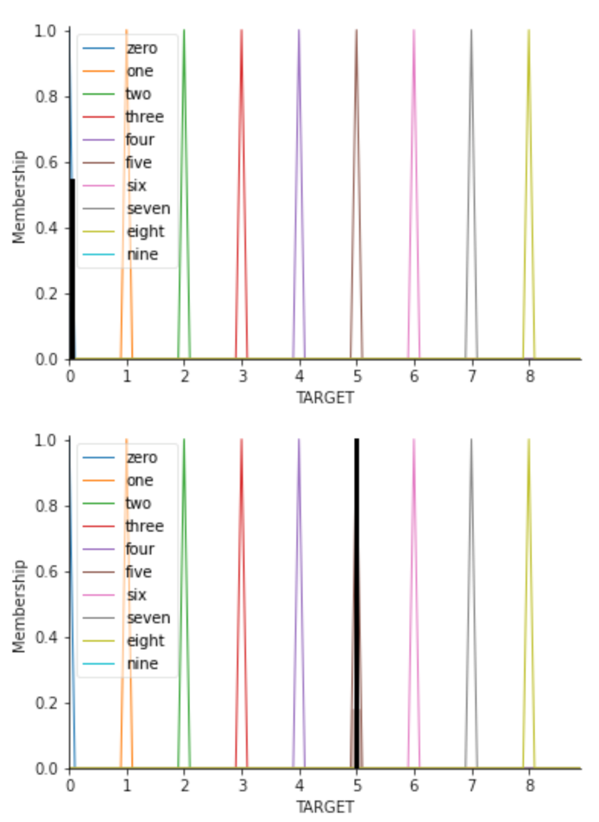 1.0
zero
one
0.8
two
three
0.6
four
five
six
0.4
seven
eight
nine
0.2
0.0
Membership
0 1 2 3 4 5 6 7 8
TARGET
1.0
zero
one
0.8
two
three
0.6
four
five
six
0.4
seven
eight
nine
0.2
0.0
Membership
0 1 2 3 4 5 6 7 8
TARGET